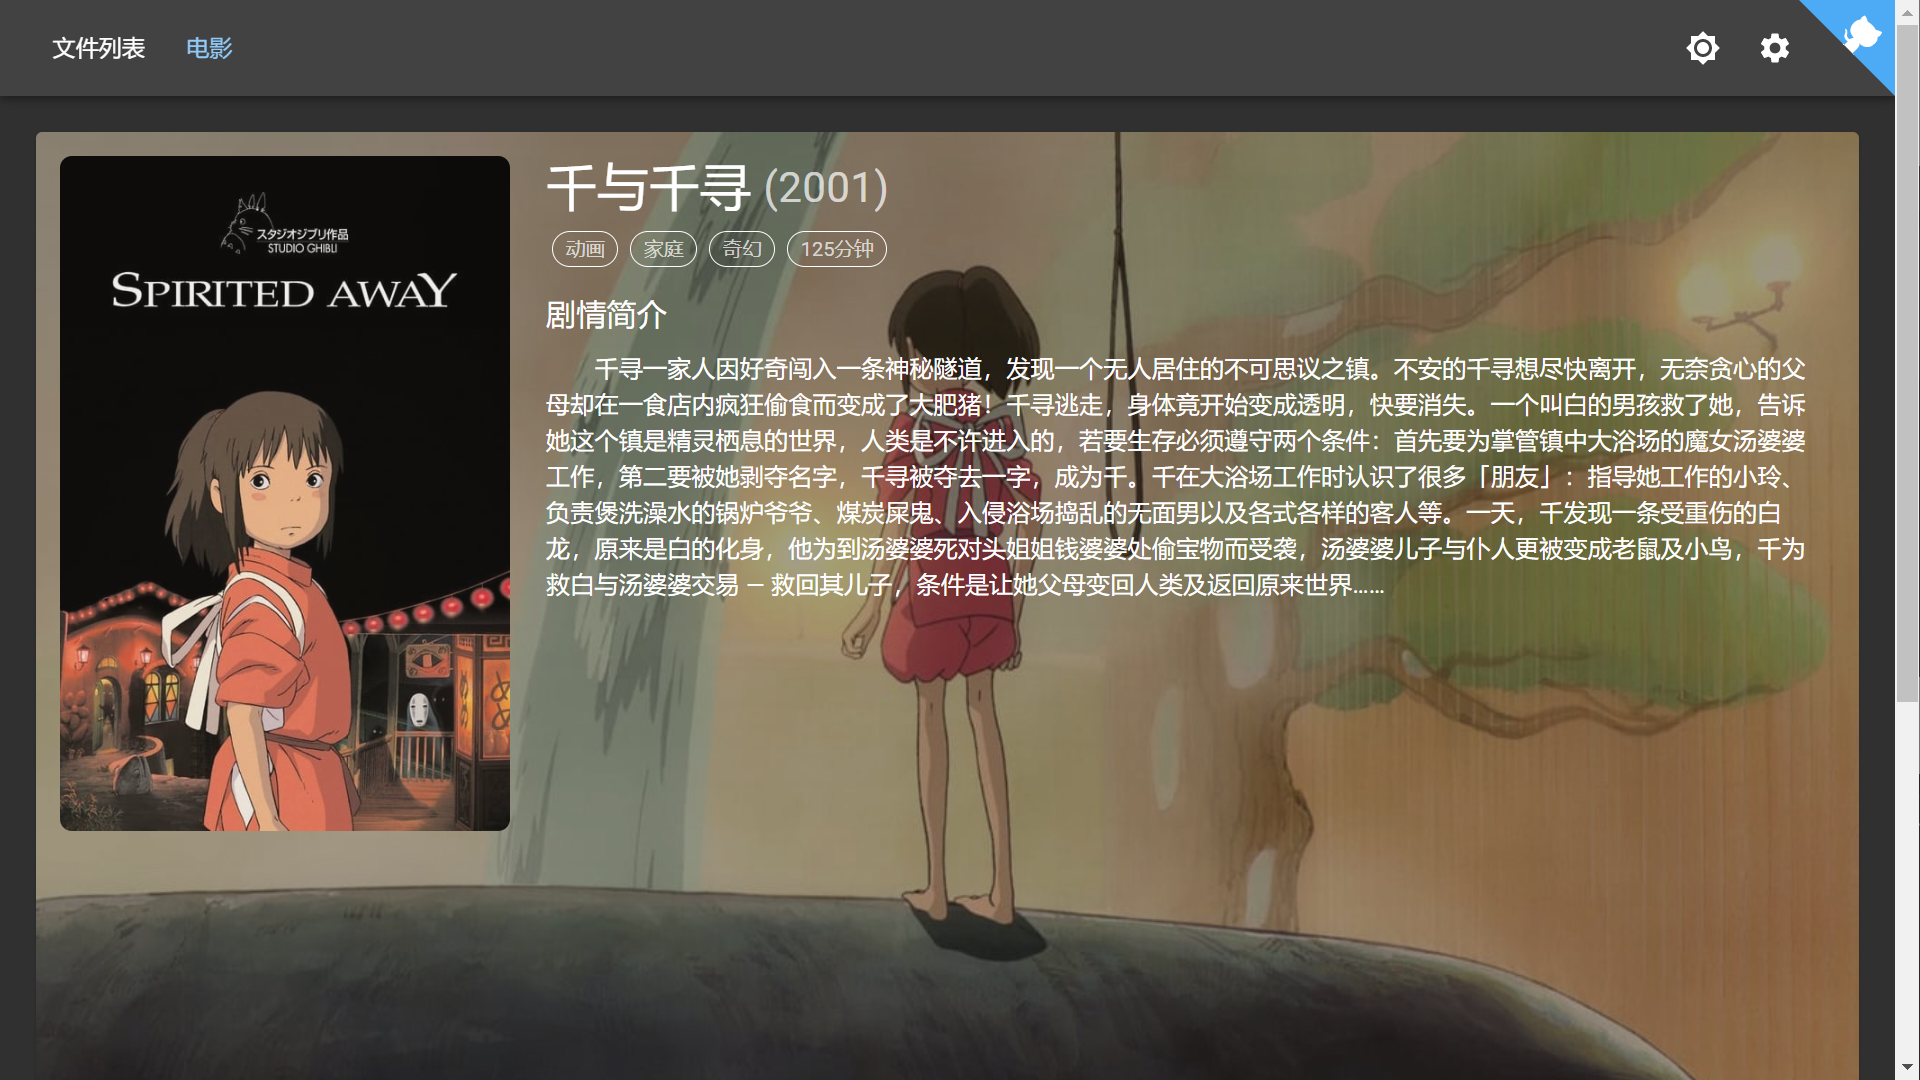 文件列表 电影
千与千寻 (2001)
动画 家庭 奇幻 125分钟
スタジオジブリ作品
STUDIO GHIBLI
SPIRITED AWAY
剧情简介
千寻一家人因好奇闯入一条神秘隧道，发现一个无人居住的不可思议之镇。不安的千寻想尽快离开，无奈贪心的父
母却在一食店内疯狂偷食而变成了大肥猪！千寻逃走，身体竟开始变成透明，快要消失。一个叫白的男孩救了她，告诉
她这个镇是精灵栖息的世界，人类是不许进入的，若要生存必须遵守两个条件：首先要为掌管镇中大浴场的魔女汤婆婆
工作，第二要被她剥夺名字，千寻被夺去一字，成为千。千在大浴场工作时认识了很多「朋友」：指导她工作的小玲、
负责煲洗澡水的锅炉爷爷、煤炭屎鬼、入侵浴场捣乱的无面男以及各式各样的客人等。一天，千发现一条受重伤的白
龙，原来是白的化身，他为到汤婆婆死对头姐姐钱婆婆处偷宝物而受袭，汤婆婆儿子与仆人更被变成老鼠及小鸟，千为
救白与汤婆婆交易 — 救回其儿子，条件是让她父母变回人类及返回原来世界……